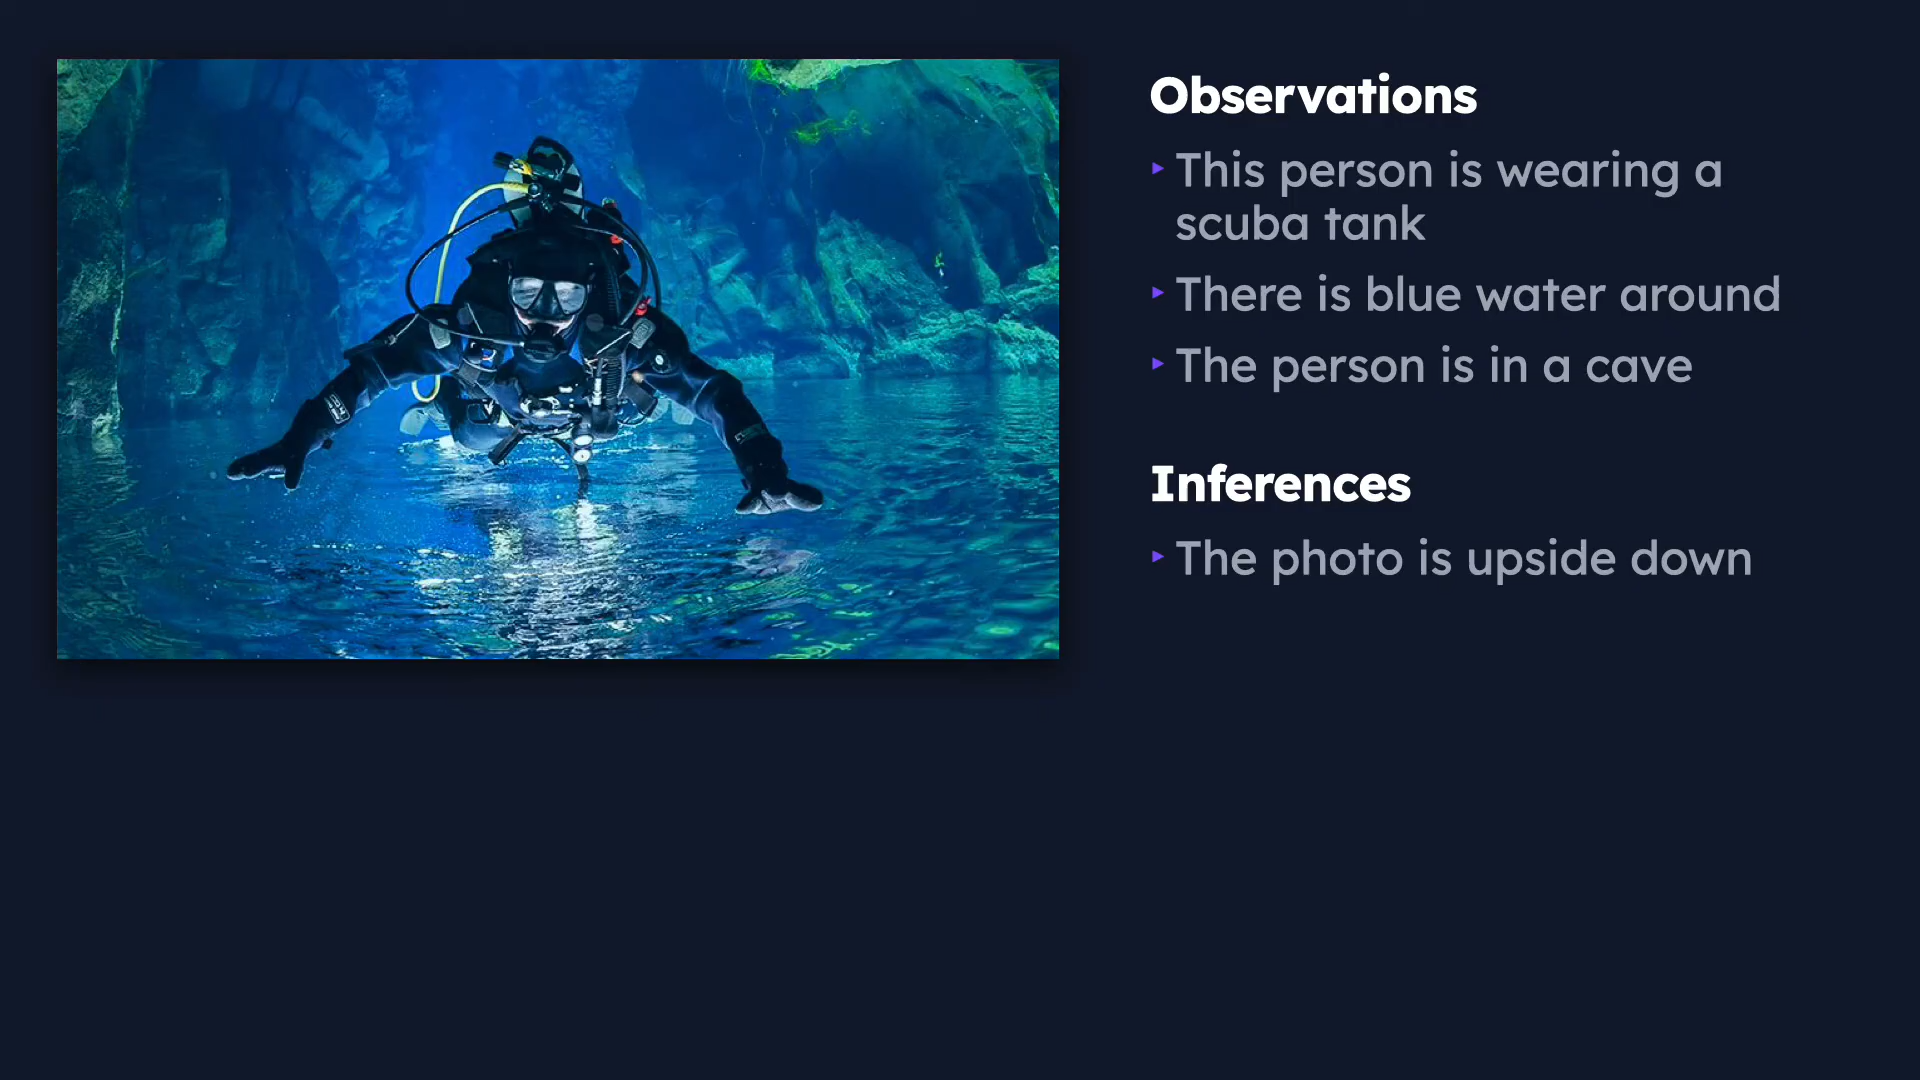 Observations
This person is wearing a
scuba tank
There is blue water around
The person is in a cave
Inferences
The photo is upside down